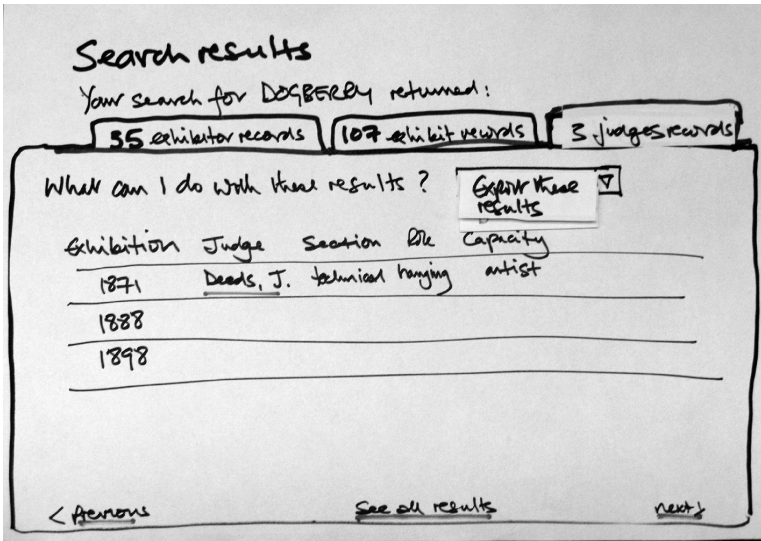 Search results
Your search for DOGBERRY returned:
35 exhibitor records
107 exhibit records
3 judges records
What can I do with these results ?
Export these
results
Exhibition Judge Section Role Capacity
1871 Deeds, J. technical hanging artist
1888
1898
< previous
See all results
next >